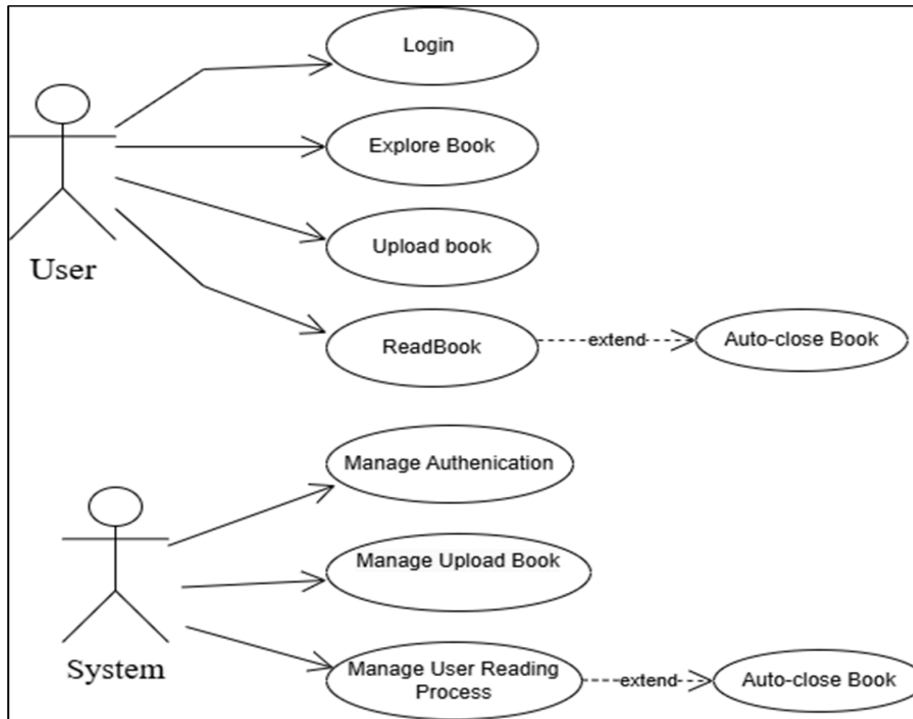 Login
Explore Book
Upload book
User
ReadBook
extend
Auto-close Book
Manage Authenication
Manage Upload Book
System
Manage User Reading
Process
extend
Auto-close Book